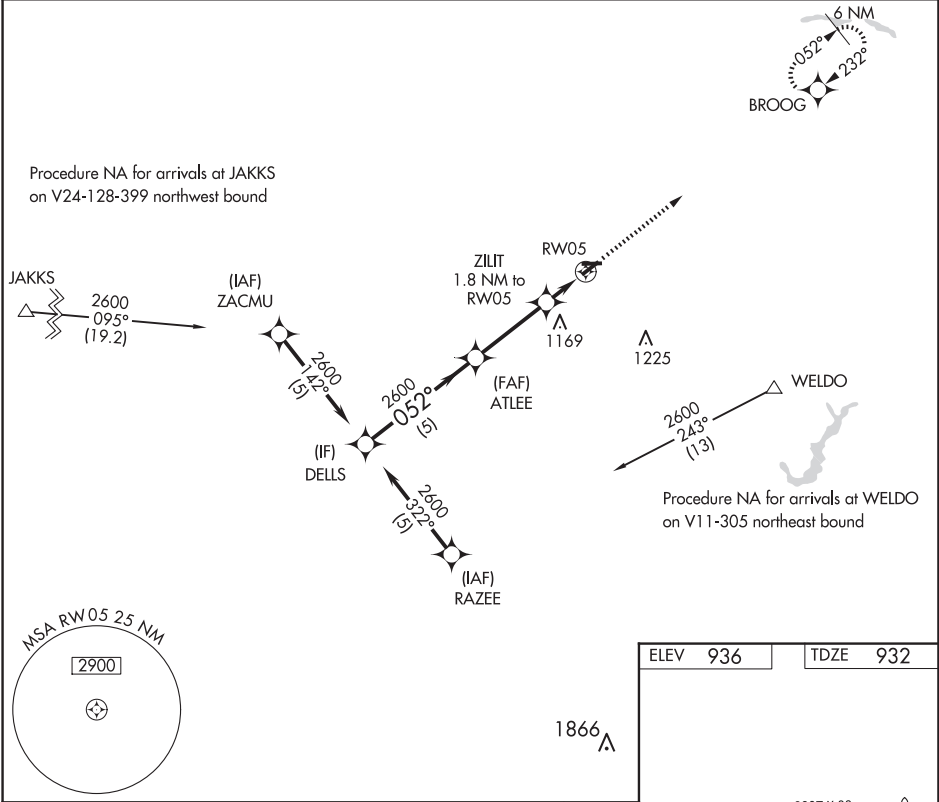 6 NM
052°
232°
BROOG
Procedure NA for arrivals at JAKKS
on V24-128-399 northwest bound
JAKKS
2600
095°
(19.2)
(IAF)
ZACMU
2600
142°
(5)
ZILIT
1.8 NM to
RW05
RW05
1169
1225
(FAF)
ATLEE
2600
052°
(5)
(IF)
DELLS
WELDO
2600
243°
(13)
Procedure NA for arrivals at WELDO
on V11-305 northeast bound
2600
322°
(5)
(IAF)
RAZEE
MSA RW05 25 NM
2900
1866
ELEV 936
TDZE 932